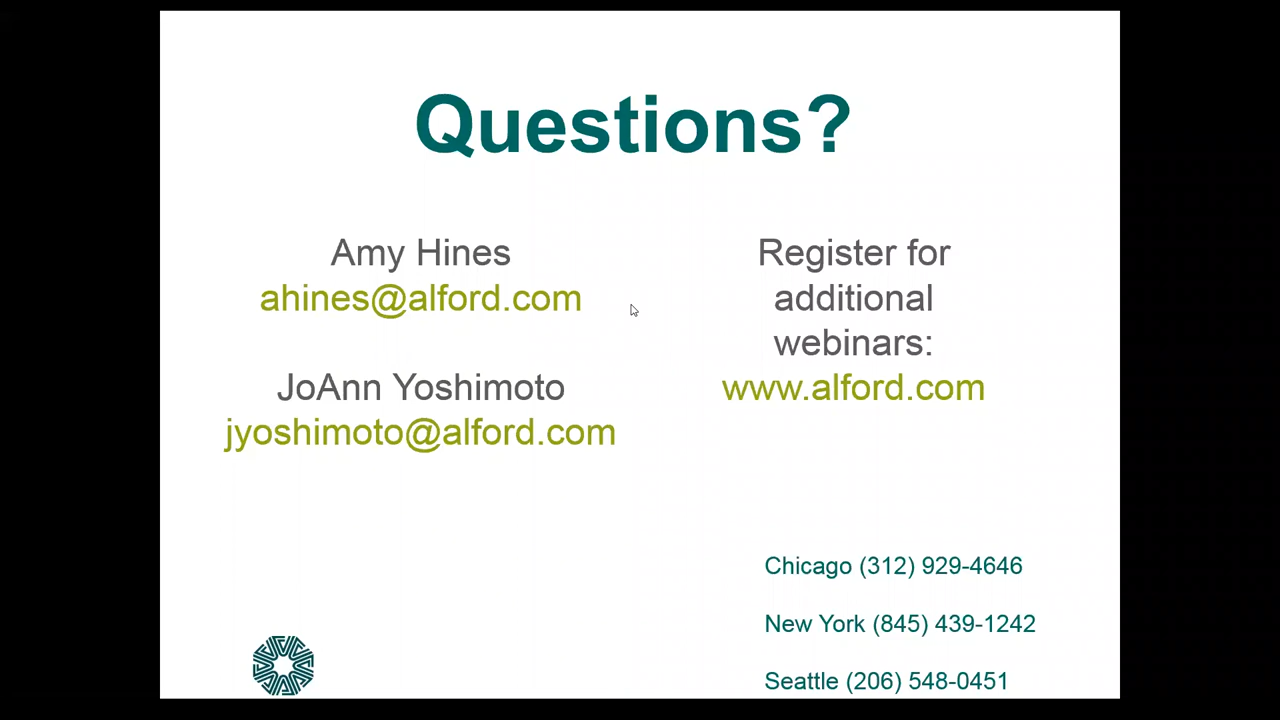 Questions?
Amy Hines
ahines@alford.com
JoAnn Yoshimoto
jyoshimoto@alford.com
Register for
additional
webinars:
www.alford.com
Chicago (312) 929-4646
New York (845) 439-1242
Seattle (206) 548-0451